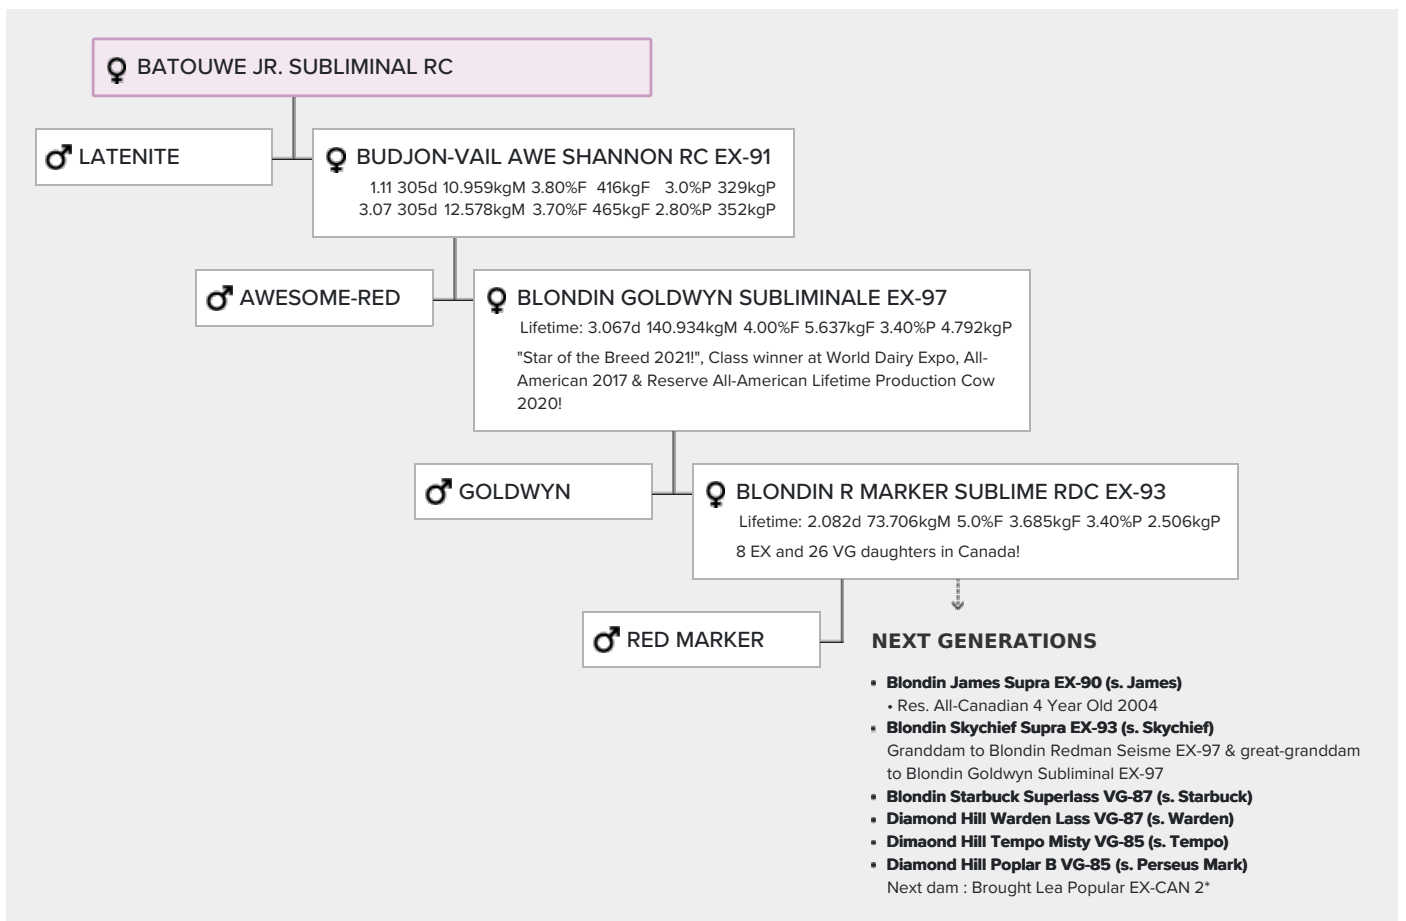 BATOUWE JR. SUBLIMINAL RC
LATENITE
BUDJON-VAIL AWE SHANNON RC EX-91
1.11 305d 10.959kgM 3.80%F 416kgF 3.0%P 329kgP
3.07 305d 12.578kgM 3.70%F 465kgF 2.80%P 352kgP
AWESOME-RED
BLONDIN GOLDWYN SUBLIMINALE EX-97
Lifetime: 3.067d 140.934kgM 4.00%F 5.637kgF 3.40%P 4.792kgP
"Star of the Breed 2021!", Class winner at World Dairy Expo, All-
American 2017 & Reserve All-American Lifetime Production Cow
2020!
GOLDWYN
BLONDIN R MARKER SUBLIME RDC EX-93
Lifetime: 2.082d 73.706kgM 5.0%F 3.685kgF 3.40%P 2.506kgP
8 EX and 26 VG daughters in Canada!
RED MARKER
NEXT GENERATIONS
▪ Blondin James Supra EX-90 (s. James)
• Res. All-Canadian 4 Year Old 2004
▪ Blondin Skychief Supra EX-93 (s. Skychief)
Granddam to Blondin Redman Seisme EX-97 & great-granddam
to Blondin Goldwyn Subliminal EX-97
▪ Blondin Starbuck Superlass VG-87 (s. Starbuck)
▪ Diamond Hill Warden Lass VG-87 (s. Warden)
▪ Dimaond Hill Tempo Misty VG-85 (s. Tempo)
▪ Diamond Hill Poplar B VG-85 (s. Perseus Mark)
Next dam : Brought Lea Popular EX-CAN 2*